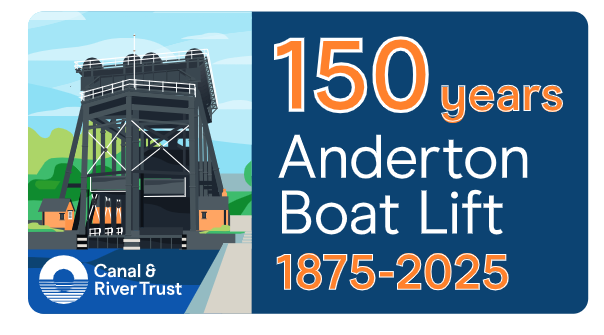 150 years
Anderton
Boat Lift
1875-2025
Canal &
River Trust